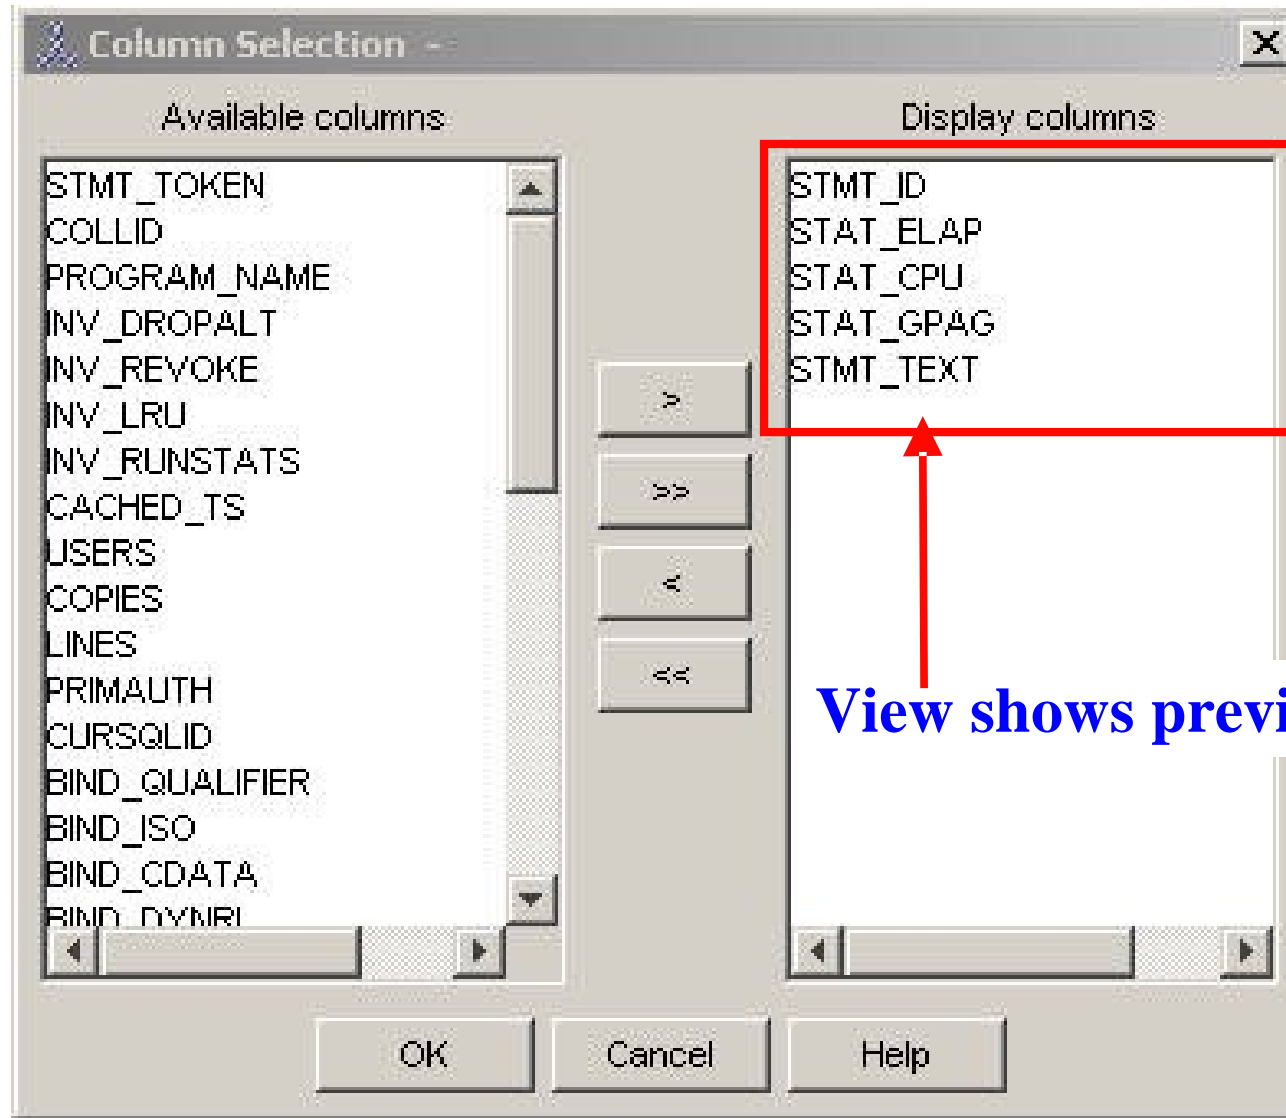 Column Selection -
Available columns
Display columns
STMT_TOKEN
COLLID
PROGRAM_NAME
INV_DROPALT
INV_REVOKE
INV_LRU
INV_RUNSTATS
CACHED_TS
USERS
COPIES
LINES
PRIMAUTH
CURSQLID
BIND_QUALIFIER
BIND_ISO
BIND_CDATA
BIND_DYNRL
>
>>
<
<<
STMT_ID
STAT_ELAP
STAT_CPU
STAT_GPAG
STMT_TEXT
View shows previ
OK
Cancel
Help